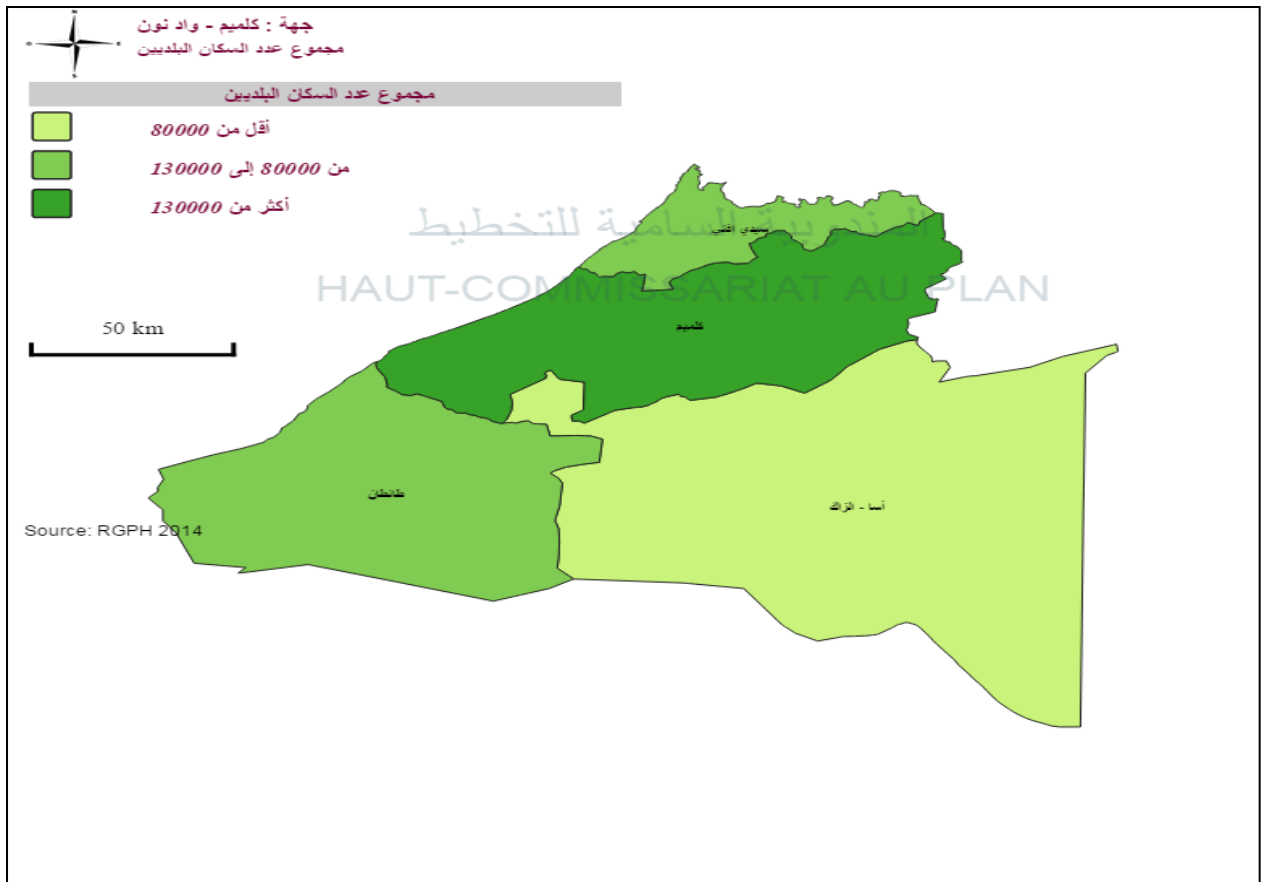 جهة : كلميم - واد نون
مجموع عدد السكان البلديين
مجموع عدد السكان البلديين
أقل من 80000
من 80000 إلى 130000
أكثر من 130000
المندوبية السامية للتخطيط
سيدي افني
HAUT-COMMISSARIAT AU PLAN
كلميم
50 km
طانطان
أسا - الزاك
Source: RGPH 2014